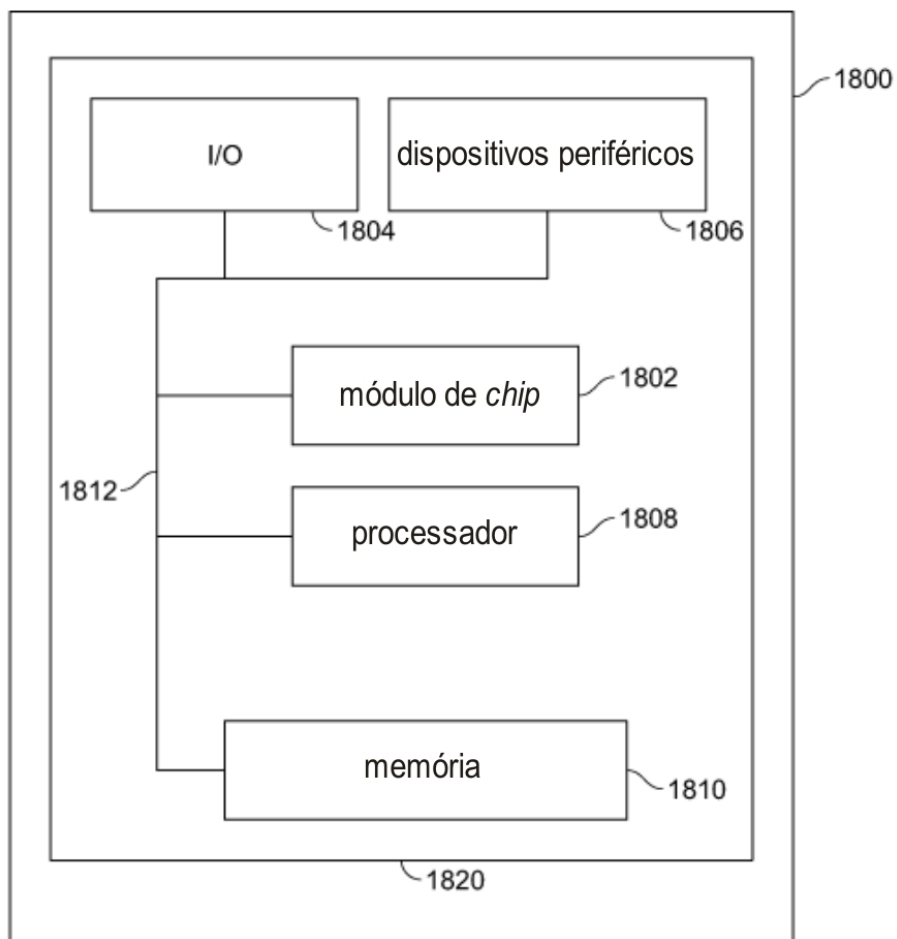 1800
I/O
dispositivos periféricos
1804
1806
módulo de chip
1802
1812
processador
1808
memória
1810
1820